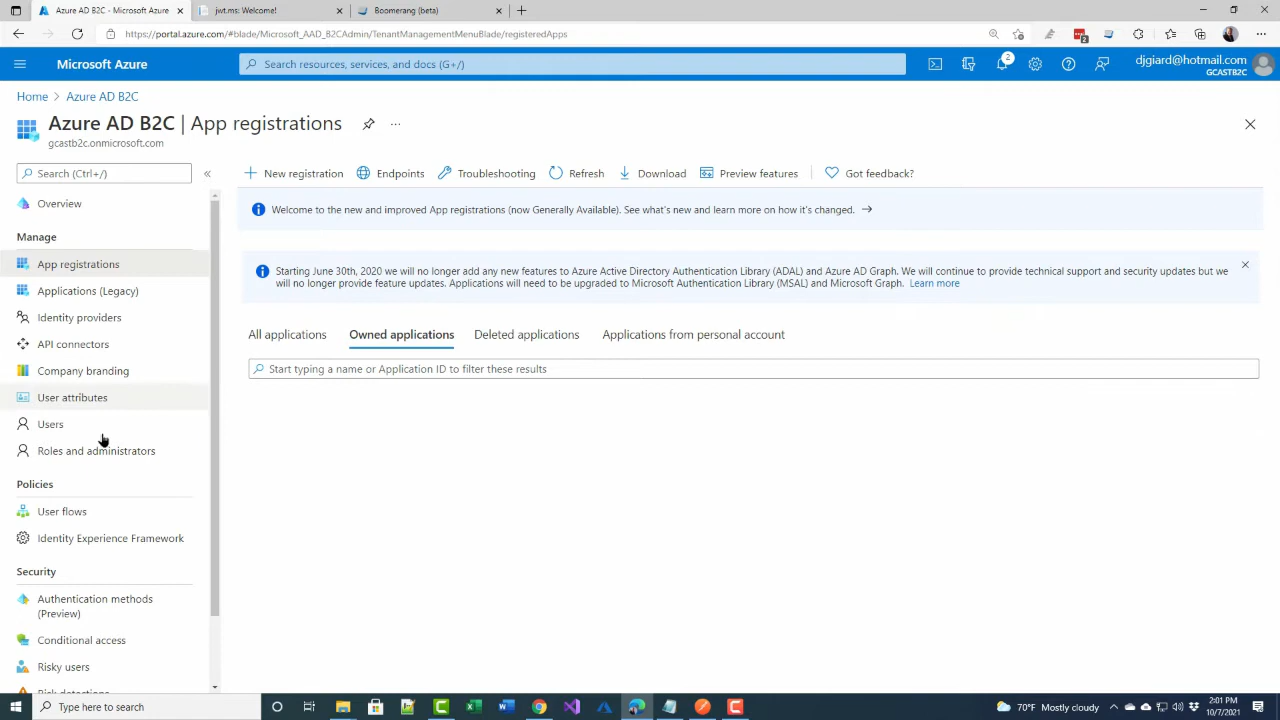 Azure AD B2C - Microsoft Azure
jwt.ms: Welcome!
Boomerang (beta)
https://portal.azure.com/#blade/Microsoft_AAD_B2CAdmin/TenantManagementMenuBlade/registeredApps
2
Microsoft Azure
Search resources, services, and docs (G+/)
2
djgiard@hotmail.com
GCASTB2C
Home > Azure AD B2C
Azure AD B2C | App registrations
gcastb2c.onmicrosoft.com
Search (Ctrl+/)
Overview
Manage
App registrations
Applications (Legacy)
Identity providers
API connectors
Company branding
User attributes
Users
Roles and administrators
Policies
User flows
Identity Experience Framework
Security
Authentication methods
(Preview)
Conditional access
Risky users
Risk detections
New registration
Endpoints
Troubleshooting
Refresh
Download
Preview features
Got feedback?
Welcome to the new and improved App registrations (now Generally Available). See what's new and learn more on how it's changed.
Starting June 30th, 2020 we will no longer add any new features to Azure Active Directory Authentication Library (ADAL) and Azure AD Graph. We will continue to provide technical support and security updates but we
will no longer provide feature updates. Applications will need to be upgraded to Microsoft Authentication Library (MSAL) and Microsoft Graph. Learn more
All applications
Owned applications
Deleted applications
Applications from personal account
Start typing a name or Application ID to filter these results
Type here to search
70°F Mostly cloudy
2:01 PM
10/7/2021